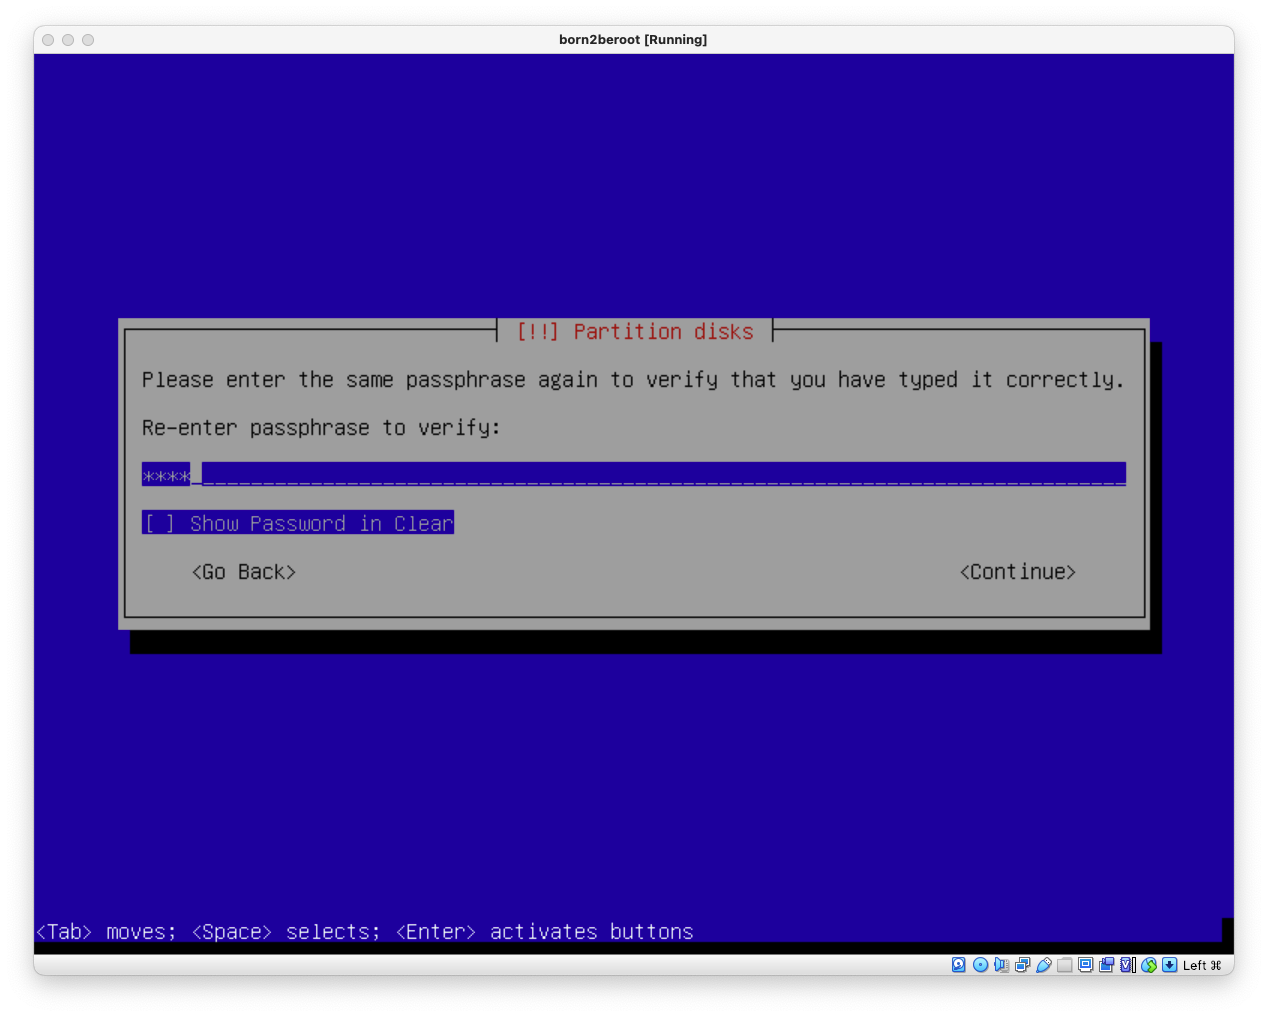 born2beroot [Running]
[!!] Partition disks
Please enter the same passphrase again to verify that you have typed it correctly.
Re-enter passphrase to verify:
****
[ ] Show Password in Clear
<Go Back>
<Continue>
<Tab> moves; <Space> selects; <Enter> activates buttons
Left ⌘